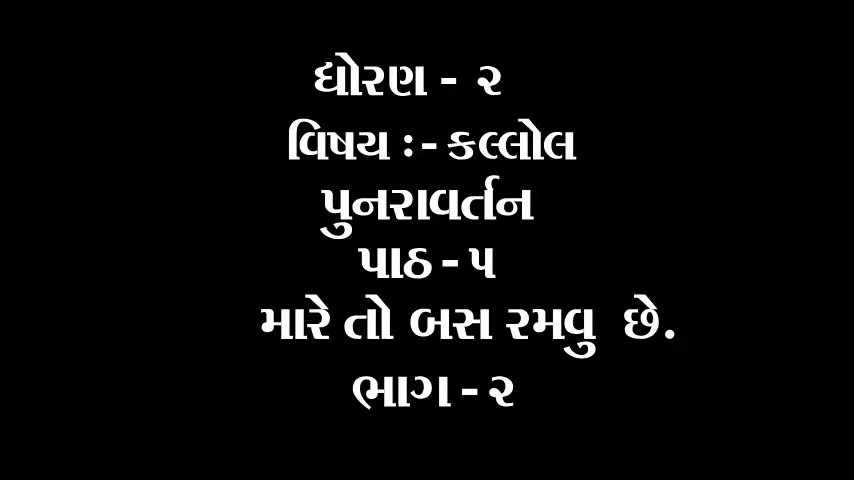 ધોરણ - ૨
વિષય :- કલ્લોલ
પુનરાવર્તન
પાઠ - ૫
મારે તો બસ રમવુ છે.
ભાગ - ૨